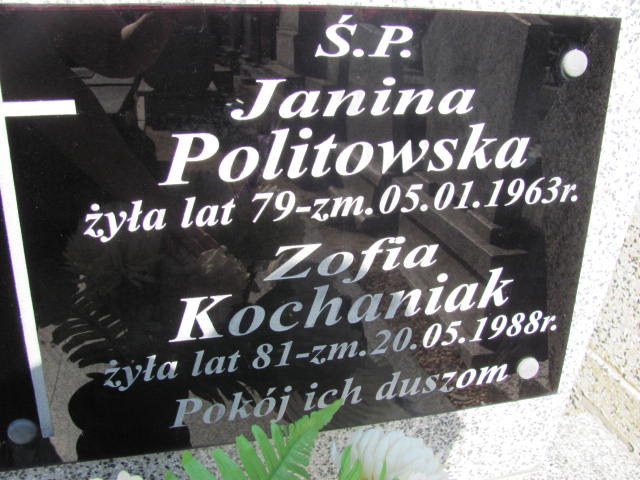 Ś.P.
Janina
Politowska
żyła lat 79-zm.05.01.1963r.
Zofia
Kochaniak
żyła lat 81-zm.20.05.1988r.
Pokój ich duszom